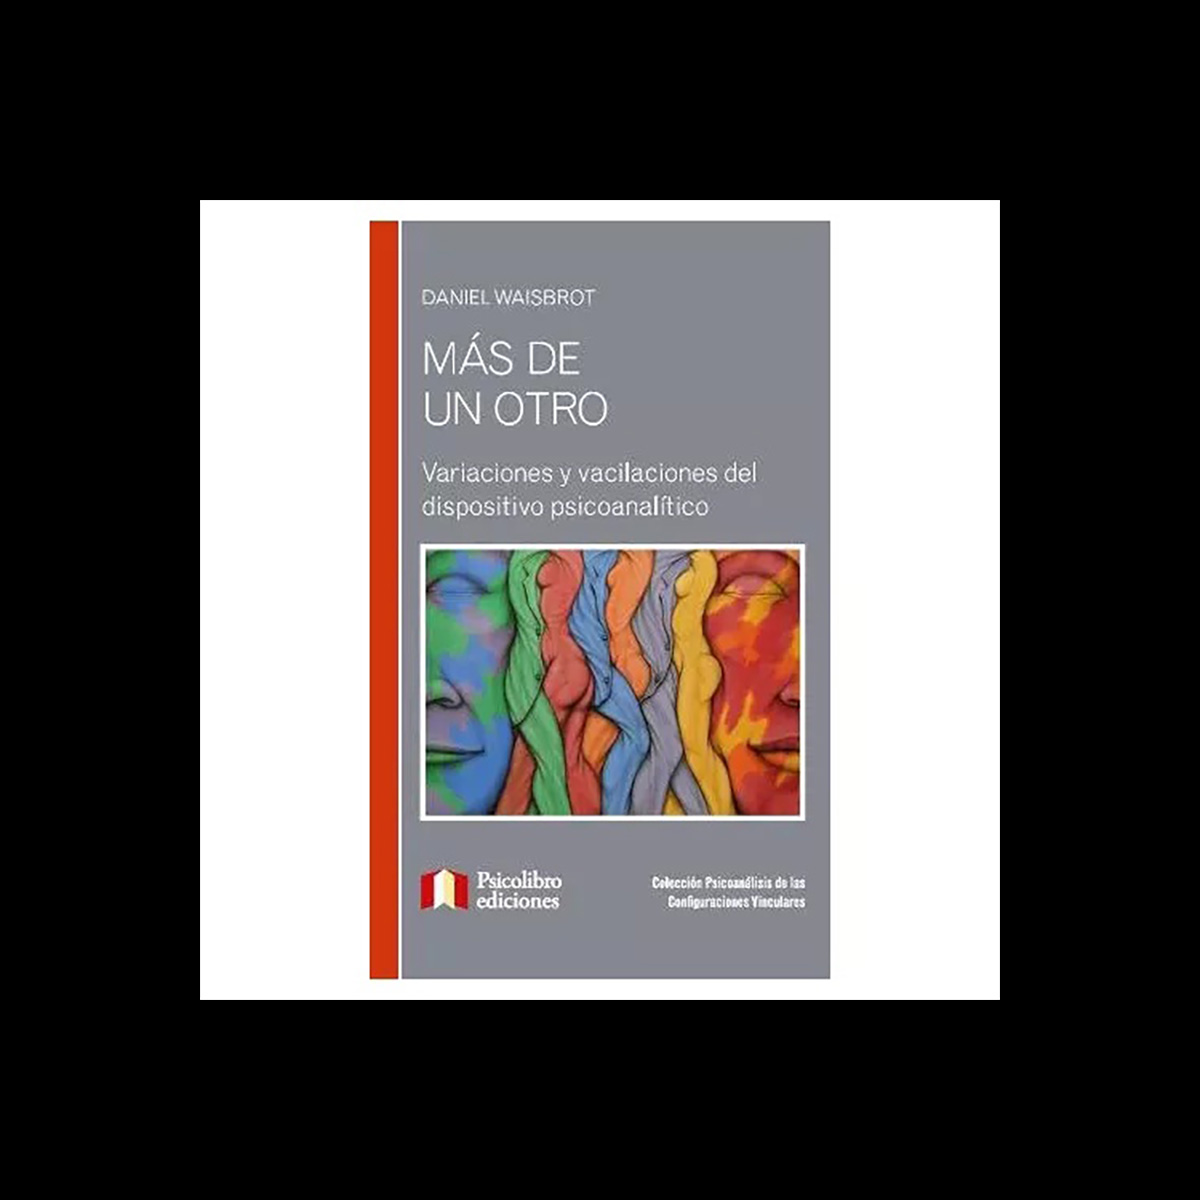 DANIEL WAISBROT
MÁS DE
UN OTRO
Variaciones y vacilaciones del
dispositivo psicoanalítico
Psicolibro
ediciones
Colección Psicoanálisis de las
Configuraciones Vinculares